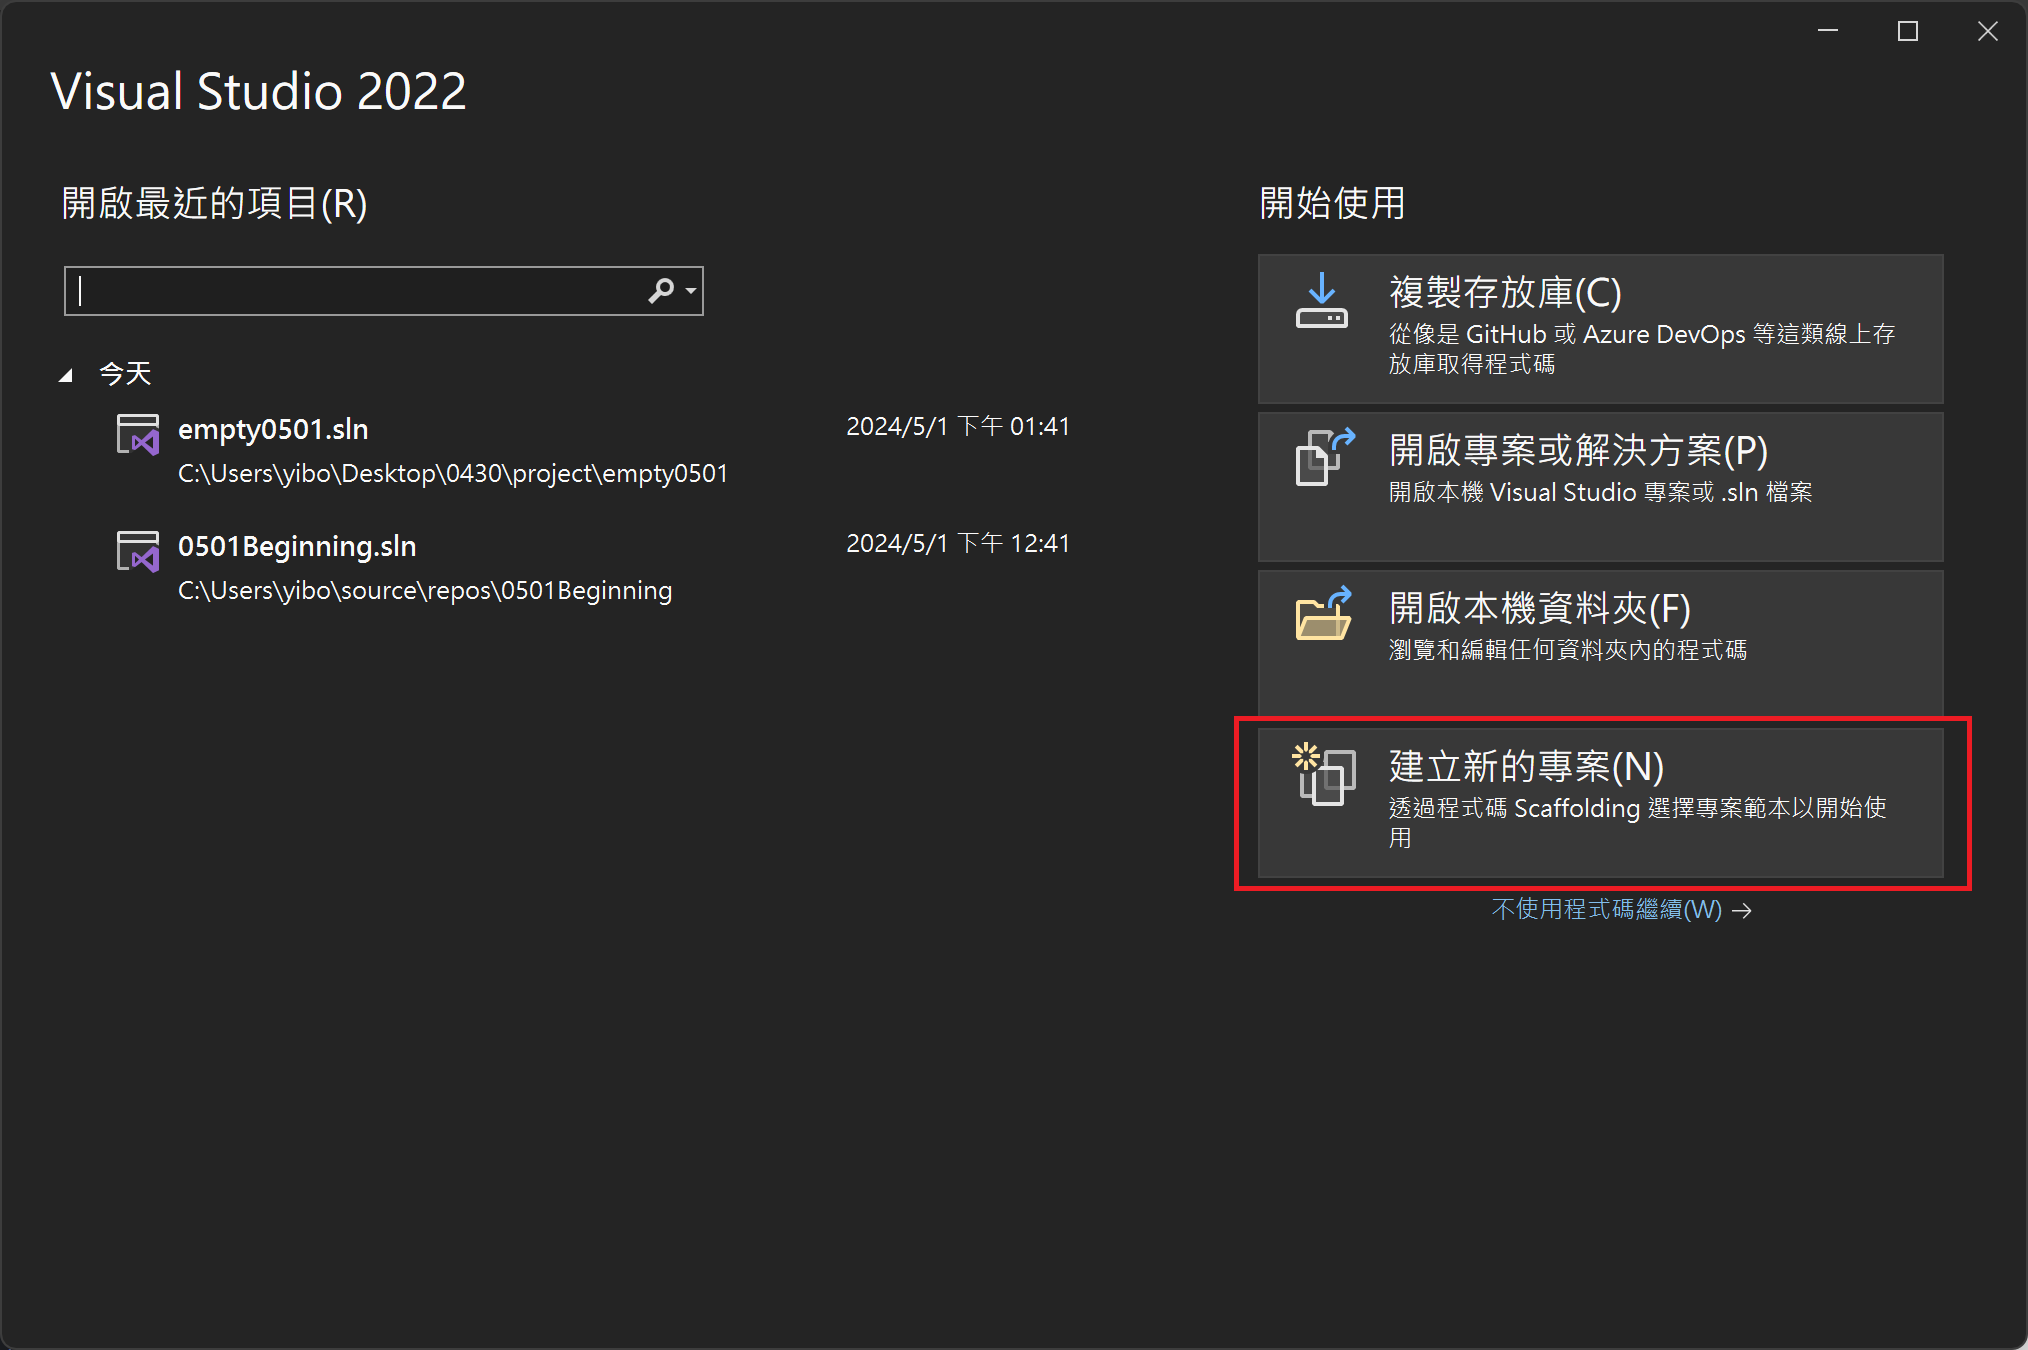 Visual Studio 2022
開啟最近的項目(R)
今天
empty0501.sln
2024/5/1 下午 01:41
C:\Users\yibo\Desktop\0430\project\empty0501
0501Beginning.sln
2024/5/1 下午 12:41
C:\Users\yibo\source\repos\0501Beginning
開始使用
複製存放庫(C)
從像是 GitHub 或 Azure DevOps 等這類線上存
放庫取得程式碼
開啟專案或解決方案(P)
開啟本機 Visual Studio 專案或 .sln 檔案
開啟本機資料夾(F)
瀏覽和編輯任何資料夾內的程式碼
建立新的專案(N)
透過程式碼 Scaffolding 選擇專案範本以開始使
用
不使用程式碼繼續(W) →